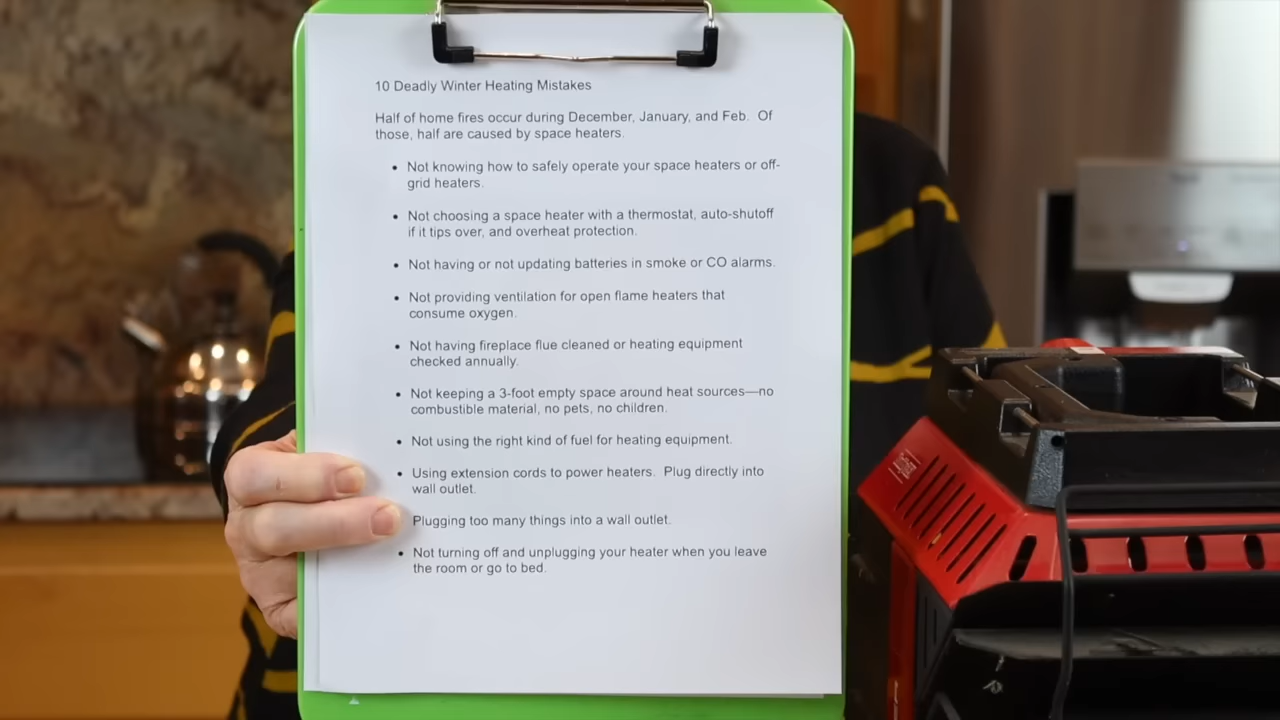 10 Deadly Winter Heating Mistakes
Half of home fires occur during December, January, and Feb.  Of
those, half are caused by space heaters.
• Not knowing how to safely operate your space heaters or off-
grid heaters.
• Not choosing a space heater with a thermostat, auto-shutoff
if it tips over, and overheat protection.
• Not having or not updating batteries in smoke or CO alarms.
• Not providing ventilation for open flame heaters that
consume oxygen.
• Not having fireplace flue cleaned or heating equipment
checked annually.
• Not keeping a 3-foot empty space around heat sources—no
combustible material, no pets, no children.
• Not using the right kind of fuel for heating equipment.
• Using extension cords to power heaters.  Plug directly into
wall outlet.
Plugging too many things into a wall outlet.
• Not turning off and unplugging your heater when you leave
the room or go to bed.